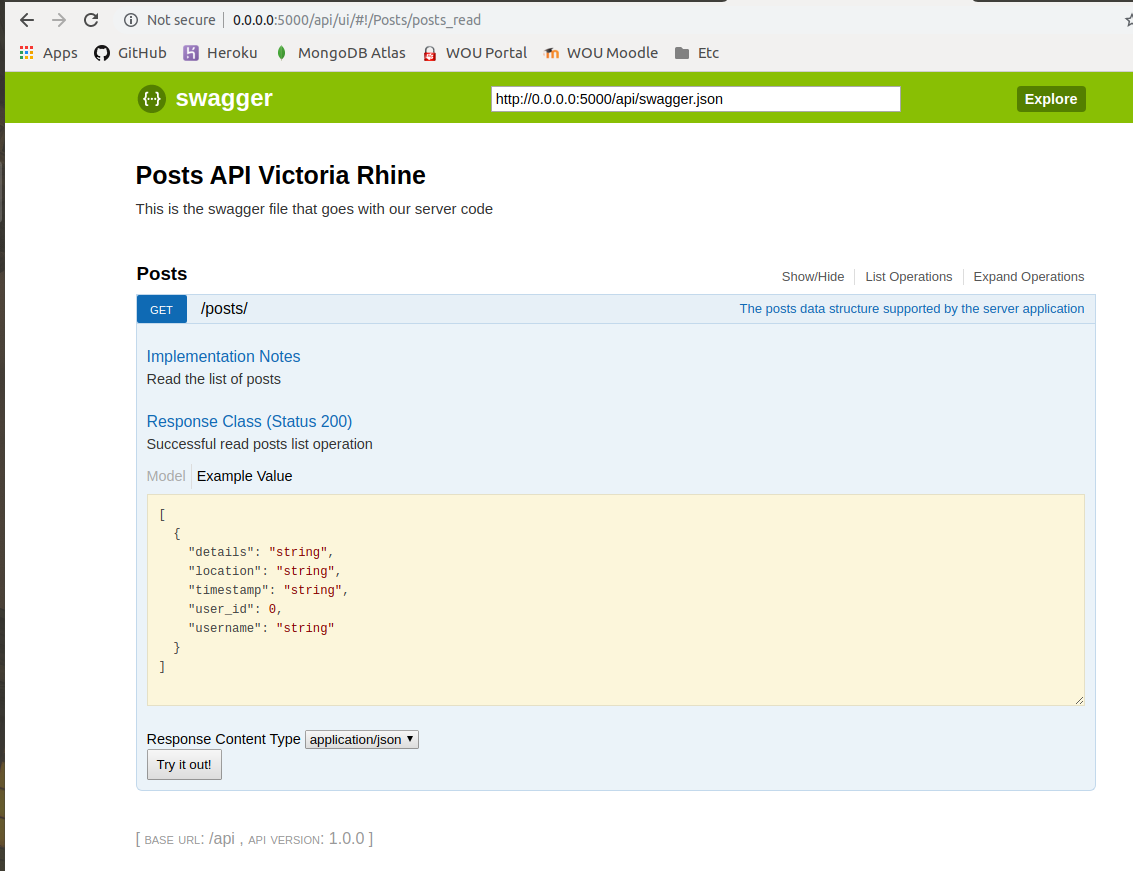 Not secure | 0.0.0.0:5000/api/ui/#!/Posts/posts_read
Apps GitHub Heroku MongoDB Atlas WOU Portal WOU Moodle Etc
{··} swagger http://0.0.0.0:5000/api/swagger.json Explore
Posts API Victoria Rhine
This is the swagger file that goes with our server code
Posts Show/Hide List Operations Expand Operations
GET /posts/ The posts data structure supported by the server application
Implementation Notes
Read the list of posts
Response Class (Status 200)
Successful read posts list operation
Model Example Value
[
  {
    "details": "string",
    "location": "string",
    "timestamp": "string",
    "user_id": 0,
    "username": "string"
  }
]
Response Content Type application/json
Try it out!
[ BASE URL: /api , API VERSION: 1.0.0 ]